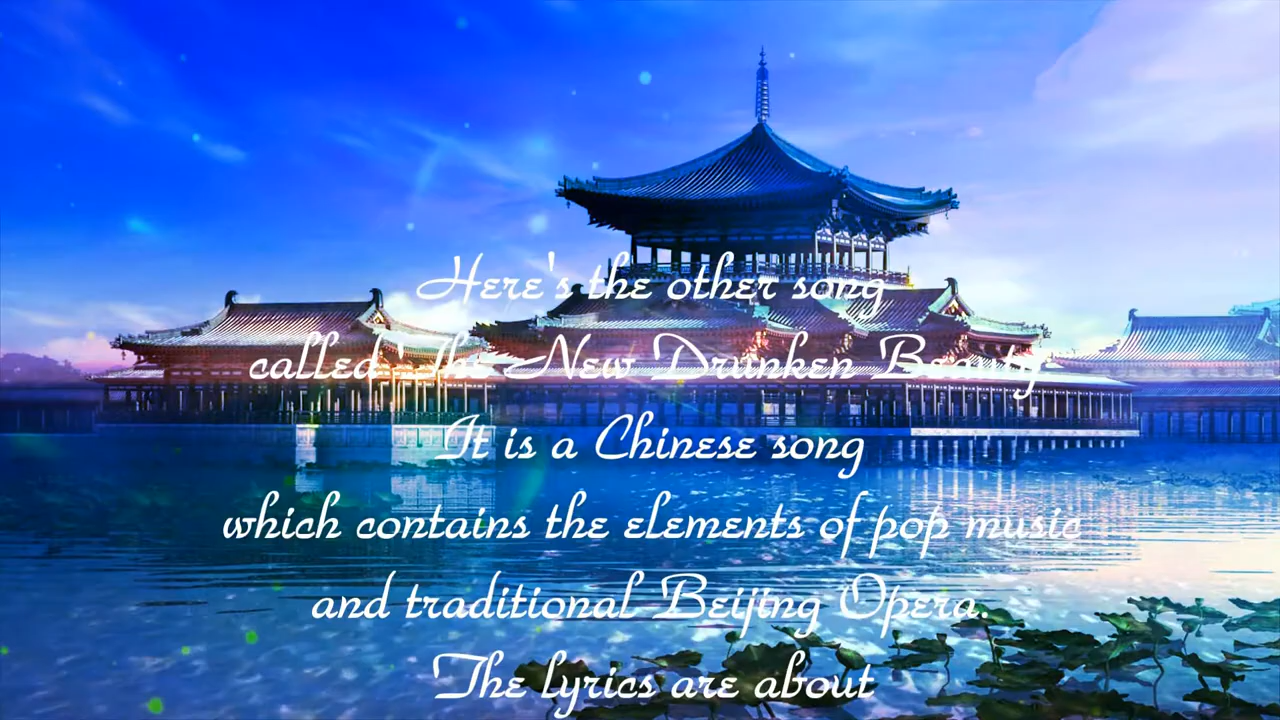 Here's the other song
called 'The New Drunken Beauty'
It is a Chinese song
which contains the elements of pop music
and traditional Beijing Opera.
The lyrics are about